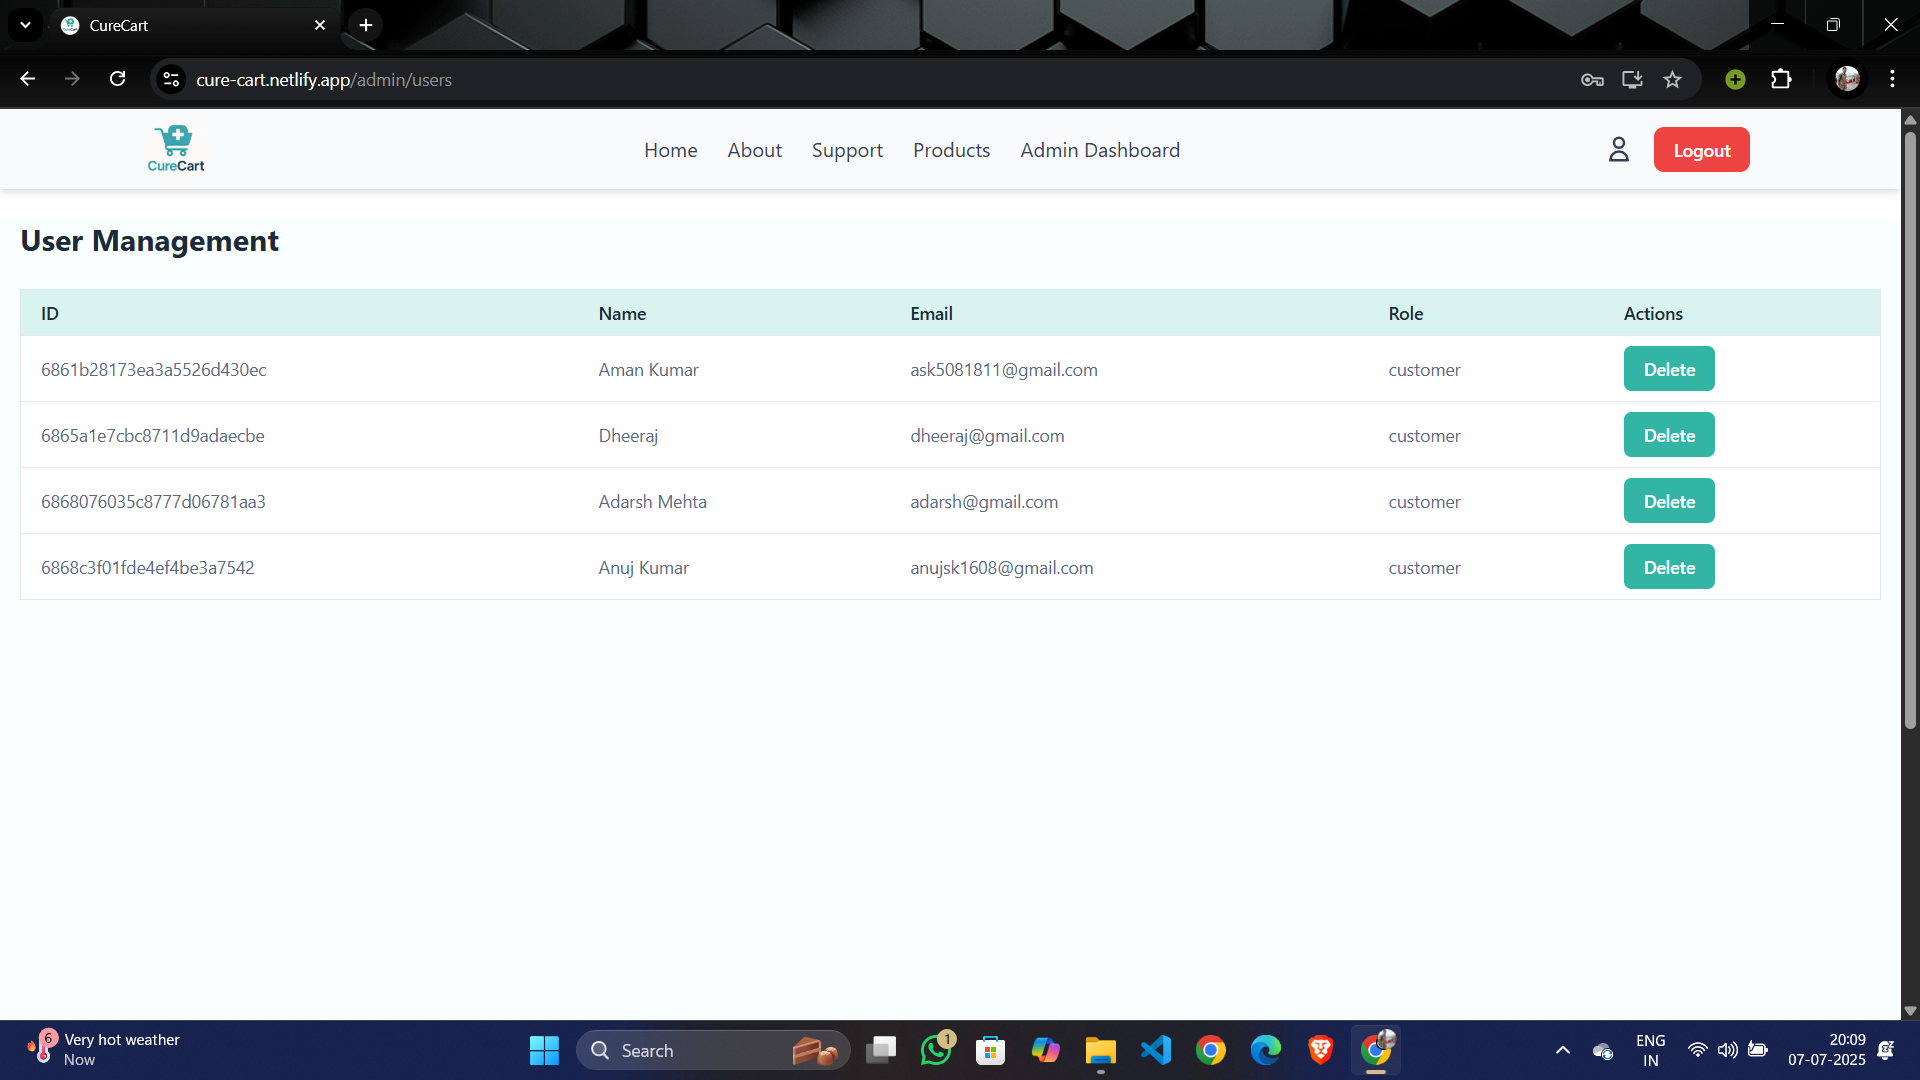 CureCart
cure-cart.netlify.app/admin/users
CureCart
Home About Support Products Admin Dashboard Logout
User Management
ID Name Email Role Actions
6861b28173ea3a5526d430ec Aman Kumar ask5081811@gmail.com customer Delete
6865a1e7cbc8711d9adaecbe Dheeraj dheeraj@gmail.com customer Delete
6868076035c8777d06781aa3 Adarsh Mehta adarsh@gmail.com customer Delete
6868c3f01fde4ef4be3a7542 Anuj Kumar anujsk1608@gmail.com customer Delete
6 Very hot weather
Now
Search
1
ENG
IN
20:09
07-07-2025